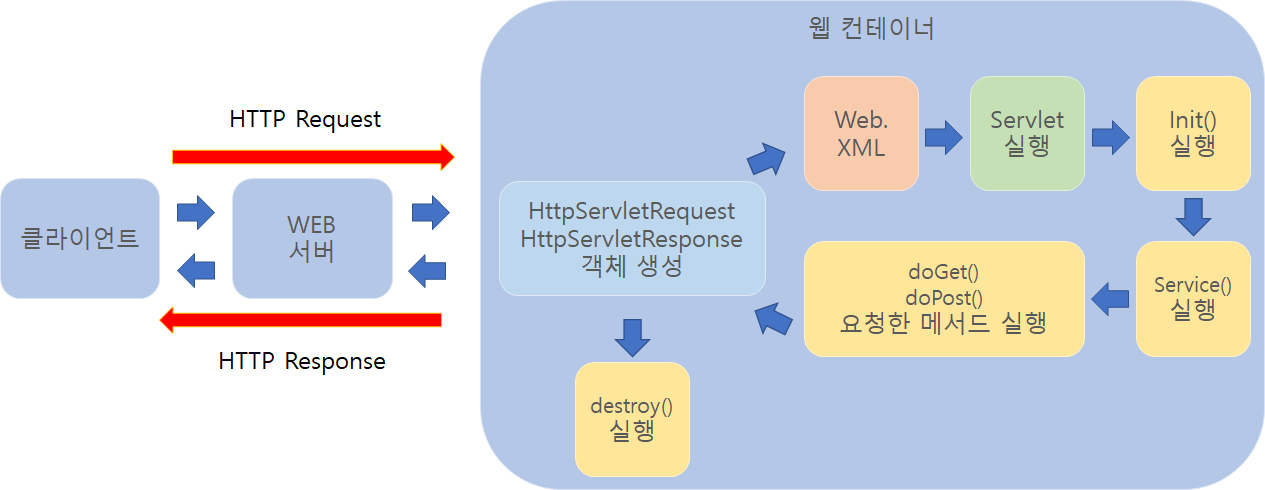 웹 컨테이너
HTTP Request
클라이언트
WEB
서버
HTTP Response
HttpServletRequest
HttpServletResponse
객체 생성
Web.
XML
Servlet
실행
Init()
실행
Service()
실행
doGet()
doPost()
요청한 메서드 실행
destroy()
실행